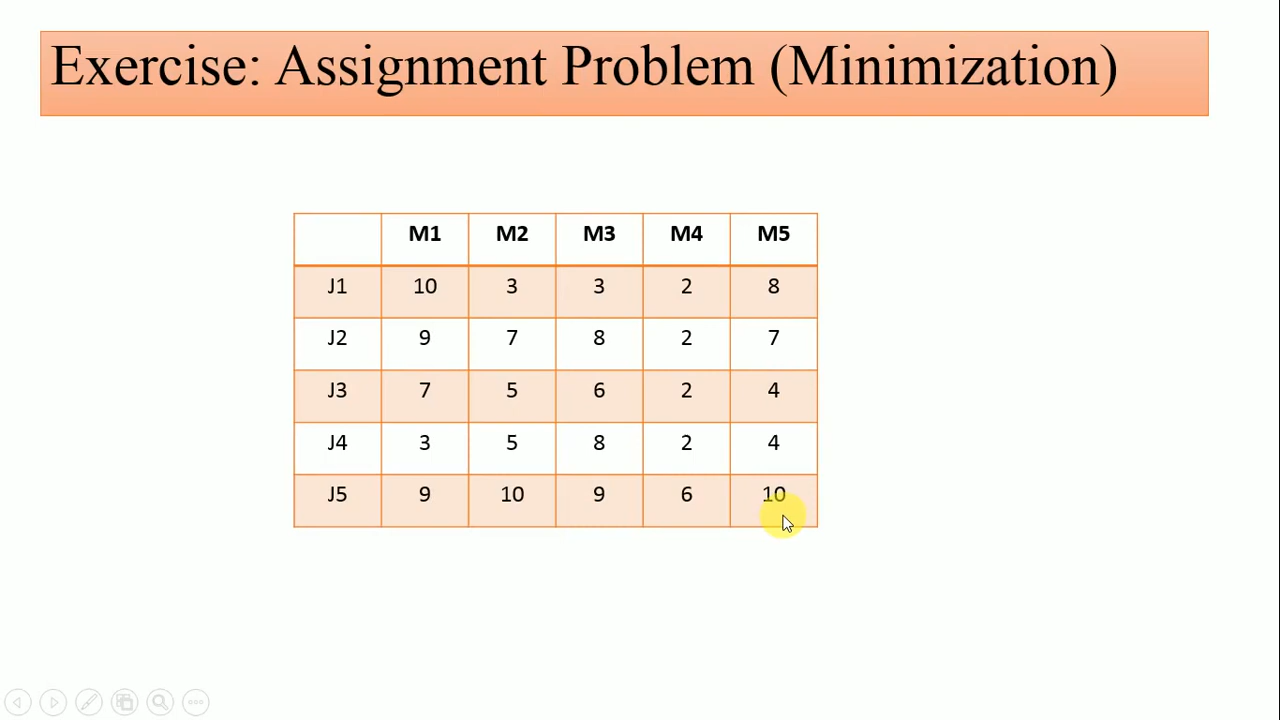 Exercise: Assignment Problem (Minimization)
M1 M2 M3 M4 M5
J1 10 3 3 2 8
J2 9 7 8 2 7
J3 7 5 6 2 4
J4 3 5 8 2 4
J5 9 10 9 6 10